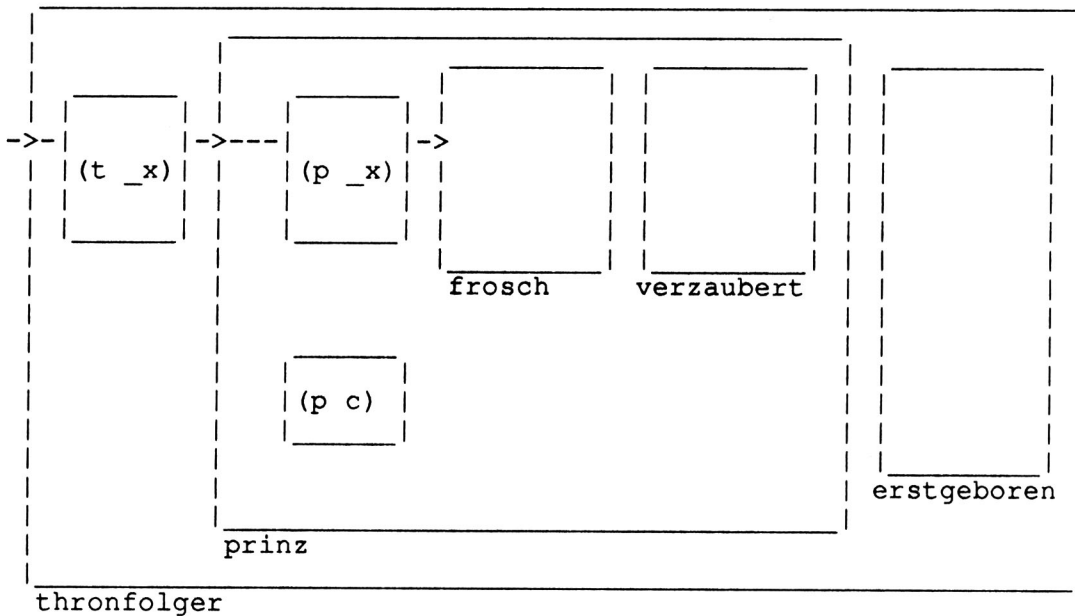 (t _x) (p _x)
frosch verzaubert
(p c)
erstgeboren
prinz
thronfolger